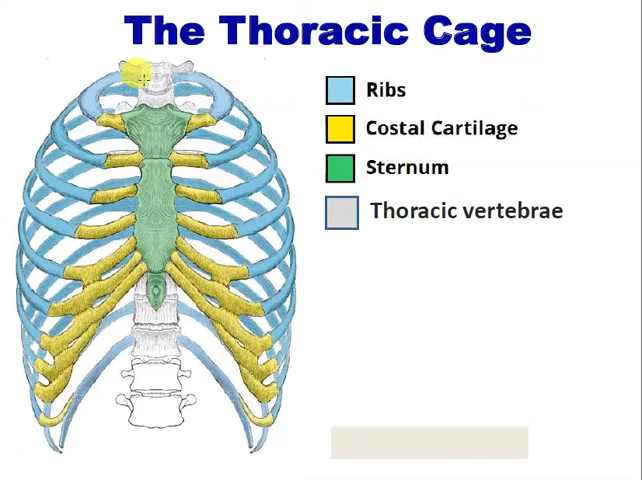 The Thoracic Cage
Ribs
Costal Cartilage
Sternum
Thoracic vertebrae